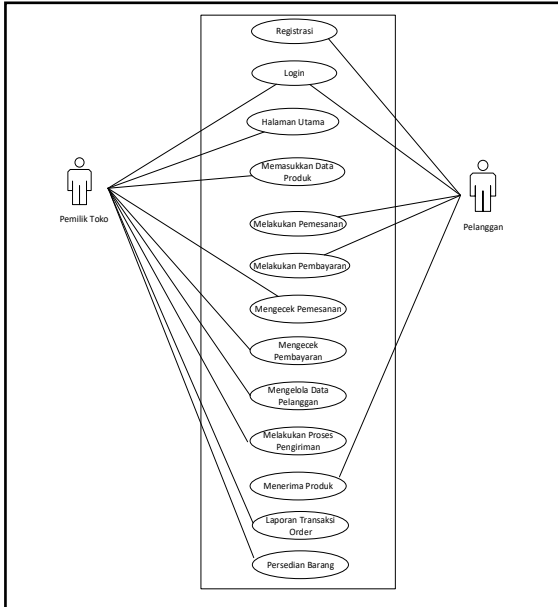 Registrasi
Login
Halaman Utama
Memasukkan Data
Produk
Pemilik Toko
Melakukan Pemesanan
Pelanggan
Melakukan Pembayaran
Mengecek Pemesanan
Mengecek
Pembayaran
Mengelola Data
Pelanggan
Melakukan Proses
Pengiriman
Menerima Produk
Laporan Transaksi
Order
Persedian Barang